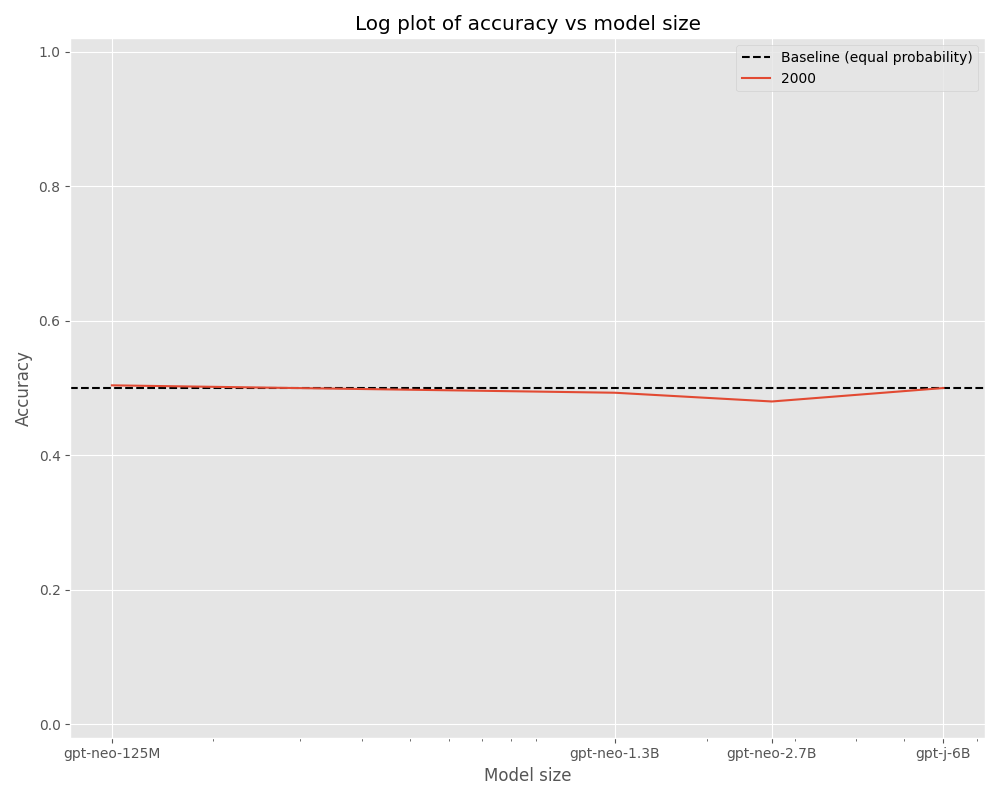 Log plot of accuracy vs model size
Baseline (equal probability)
2000
1.0
0.8
0.6
0.4
0.2
0.0
Accuracy
gpt-neo-125M gpt-neo-1.3B gpt-neo-2.7B gpt-j-6B
Model size